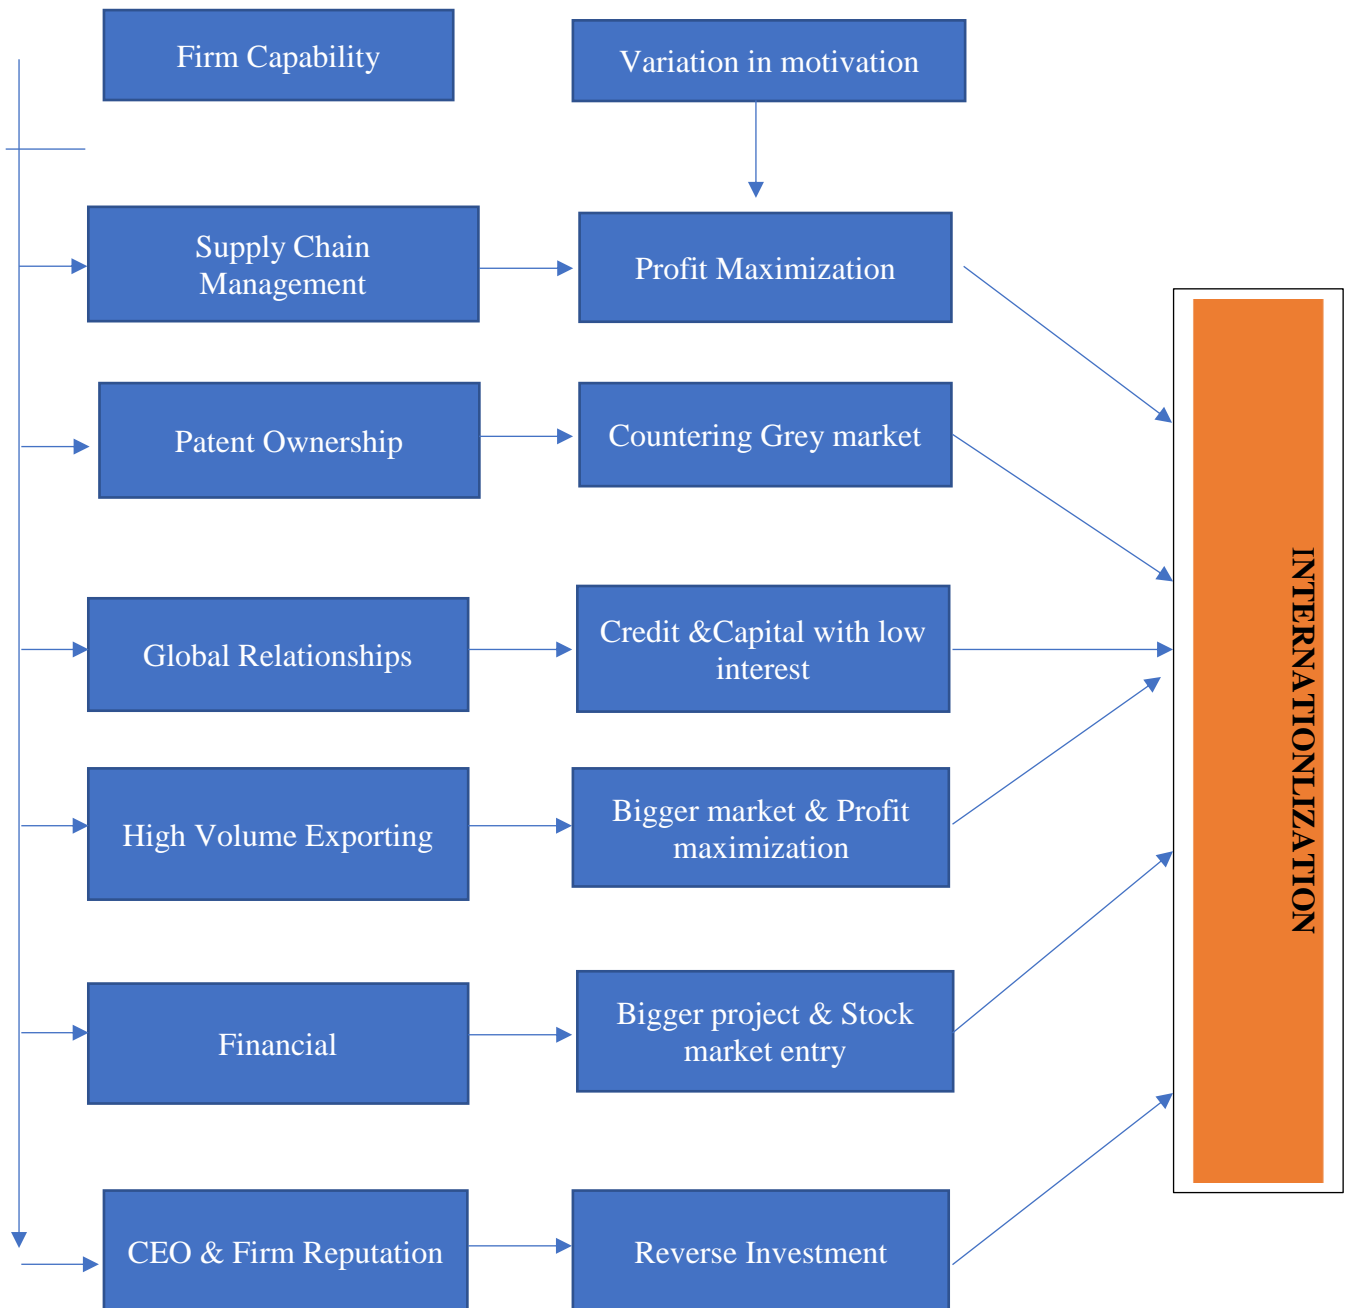 Firm Capability
Variation in motivation
Supply Chain
Management
Profit Maximization
Patent Ownership
Countering Grey market
Global Relationships
Credit &Capital with low
interest
High Volume Exporting
Bigger market & Profit
maximization
Financial
Bigger project & Stock
market entry
CEO & Firm Reputation
Reverse Investment
INTERNATIONLIZATION